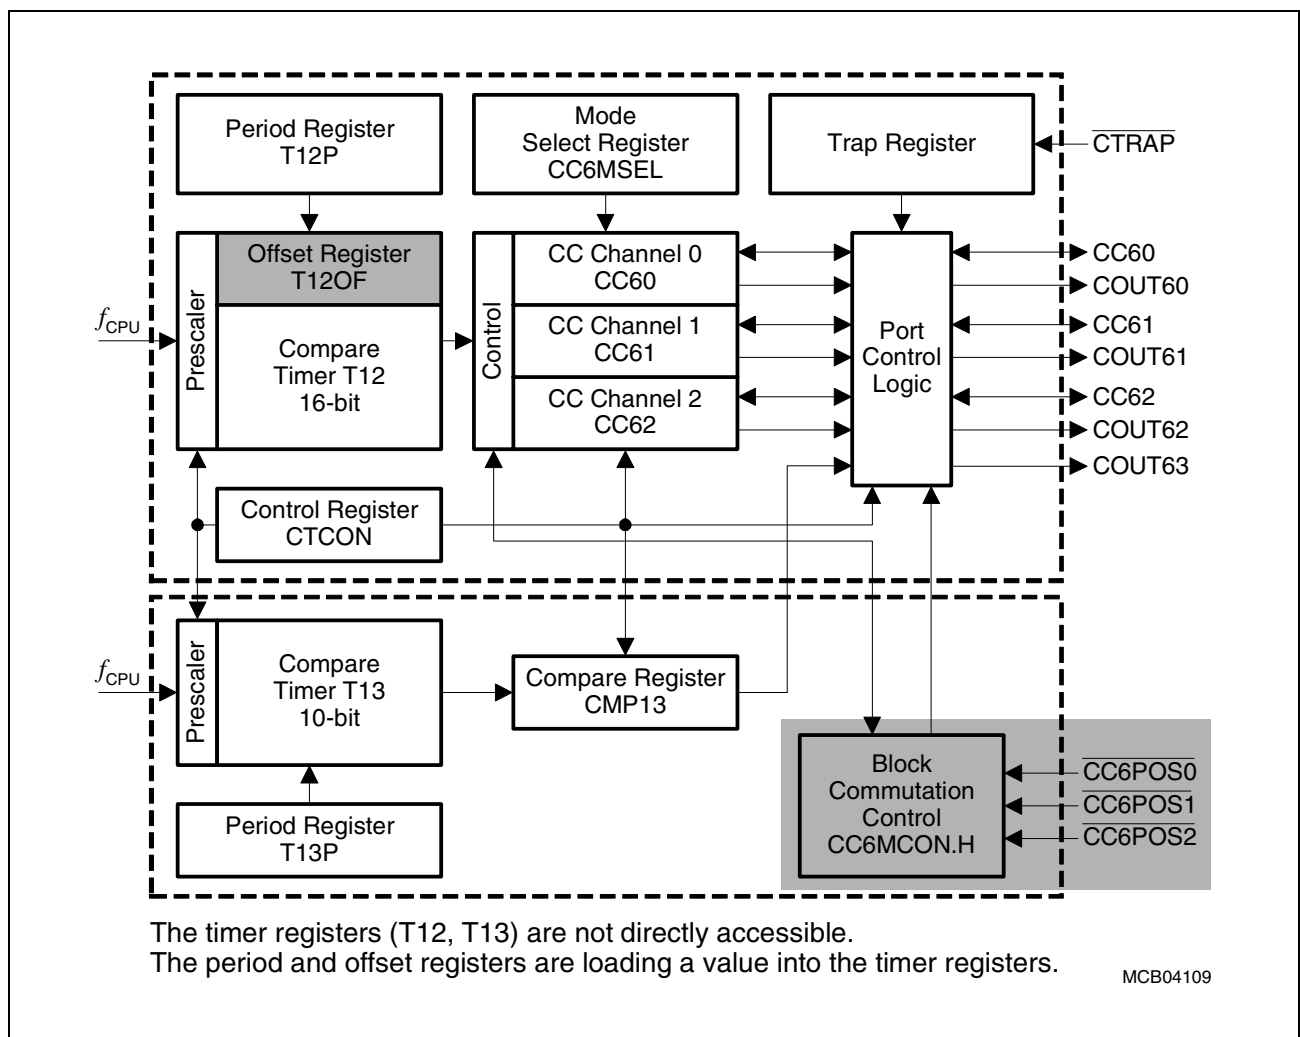 Period Register
T12P
Mode
Select Register
CC6MSEL
Trap Register
CTRAP
Prescaler
Offset Register
T12OF
Compare
Timer T12
16-bit
fCPU
Control
CC Channel 0
CC60
CC Channel 1
CC61
CC Channel 2
CC62
Port
Control
Logic
CC60
COUT60
CC61
COUT61
CC62
COUT62
COUT63
Control Register
CTCON
fCPU
Prescaler
Compare
Timer T13
10-bit
Compare Register
CMP13
Period Register
T13P
Block
Commutation
Control
CC6MCON.H
CC6POS0
CC6POS1
CC6POS2
The timer registers (T12, T13) are not directly accessible.
The period and offset registers are loading a value into the timer registers.
MCB04109